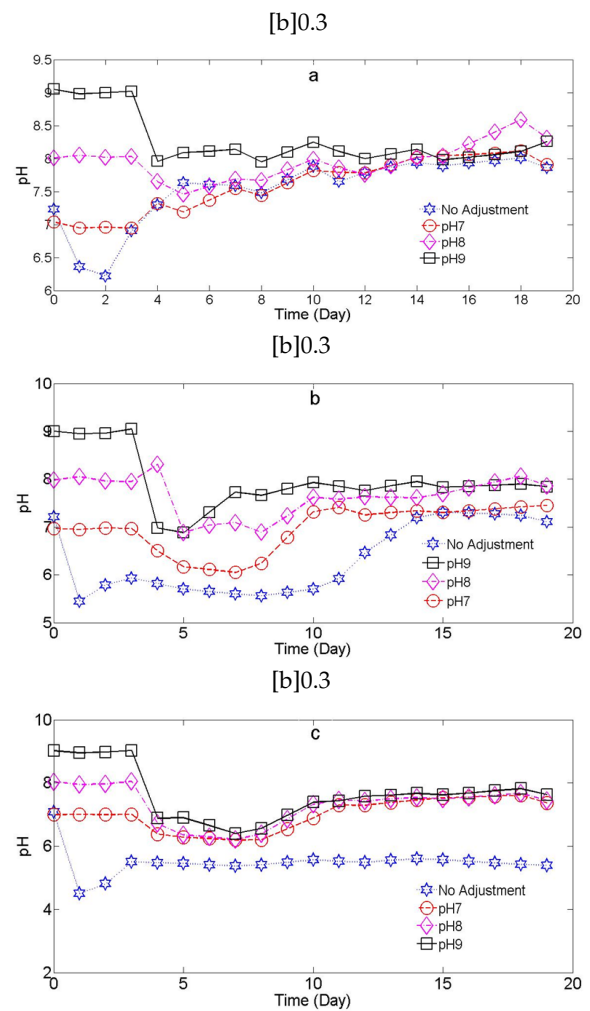 [b]0.3
a
9.5
9
8.5
8
7.5
7
6.5
6
pH
No Adjustment
pH7
pH8
pH9
0 2 4 6 8 10 12 14 16 18 20
Time (Day)
[b]0.3
b
10
9
8
7
6
5
pH
No Adjustment
pH9
pH8
pH7
0 5 10 15 20
Time (Day)
[b]0.3
c
10
8
6
4
2
pH
No Adjustment
pH7
pH8
pH9
0 5 10 15 20
Time (Day)